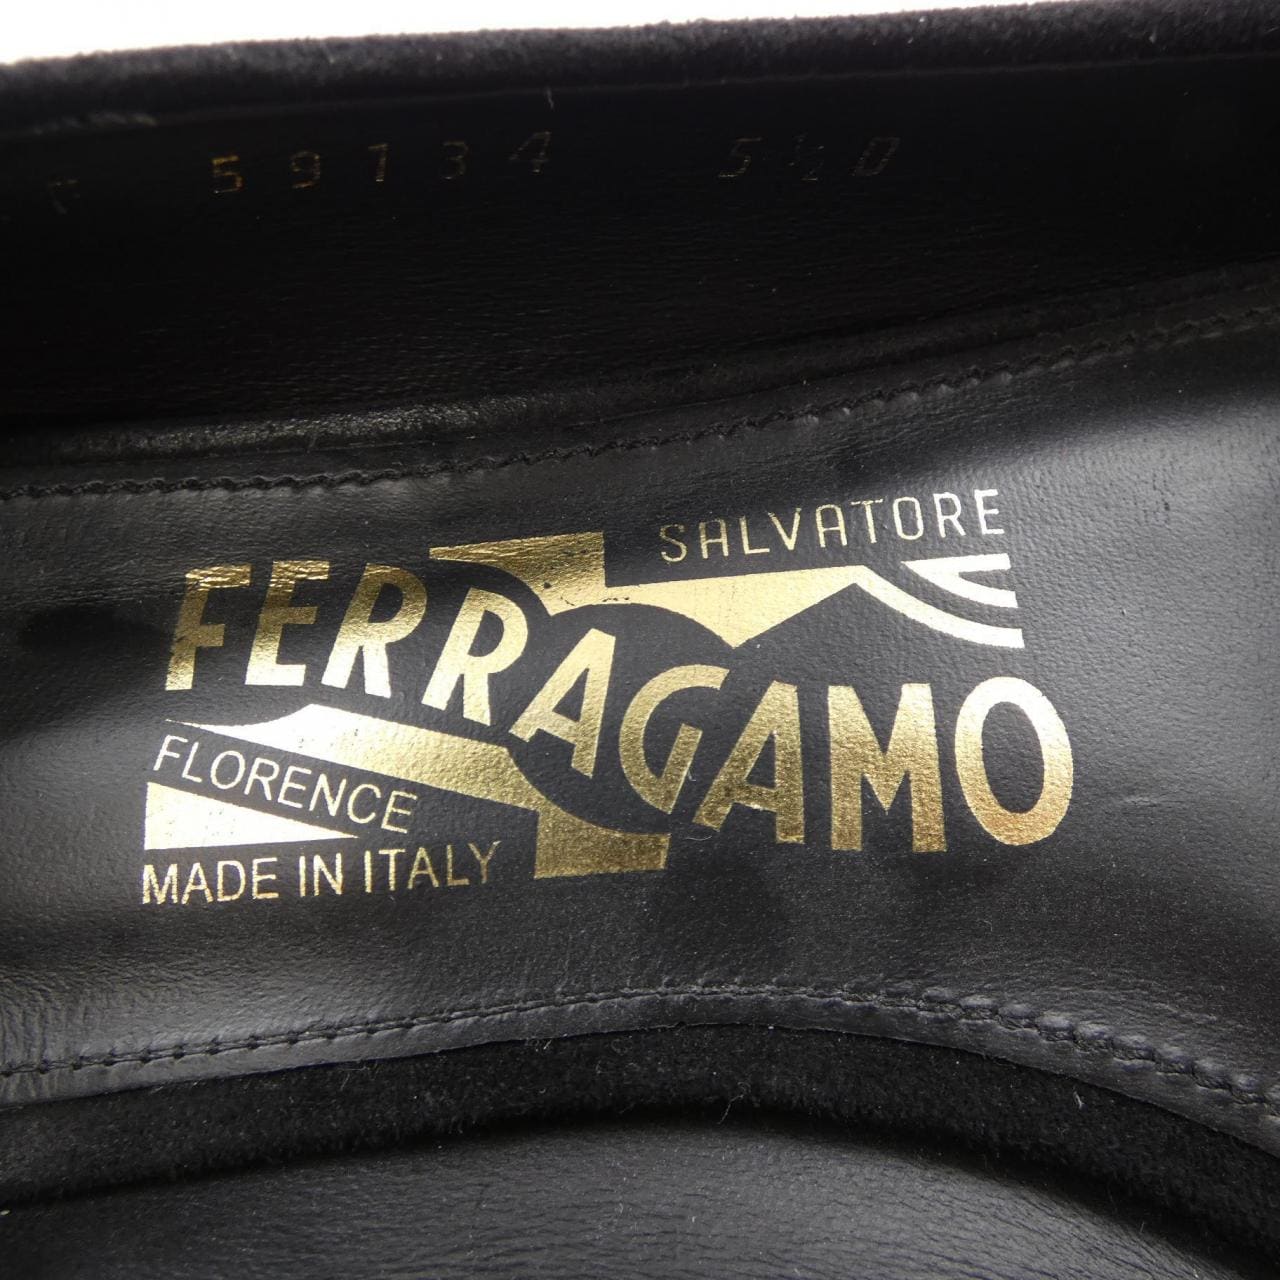 F 59134 5½D
SALVATORE
FERRAGAMO
FLORENCE
MADE IN ITALY